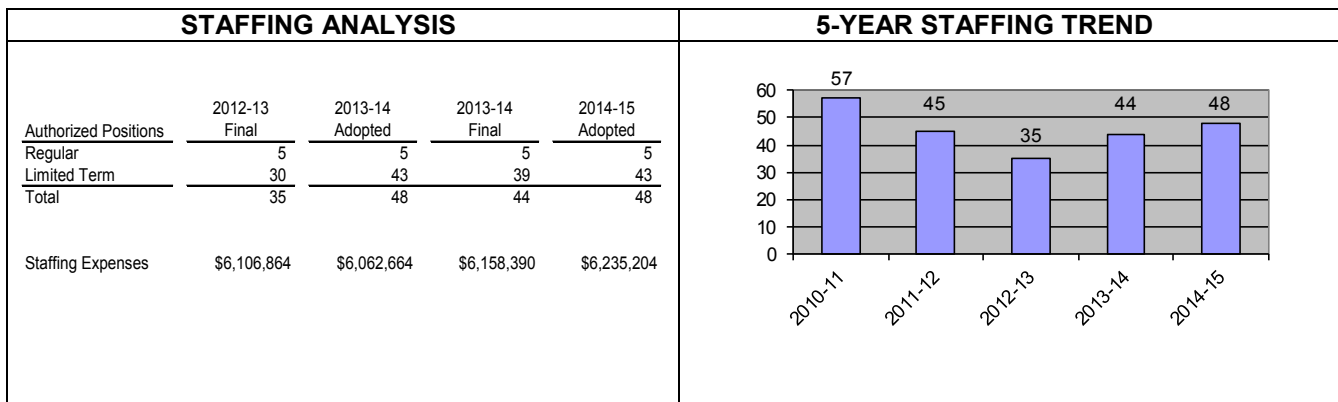 STAFFING ANALYSIS
2012-13 2013-14 2013-14 2014-15
Authorized Positions Final Adopted Final Adopted
Regular 5 5 5 5
Limited Term 30 43 39 43
Total 35 48 44 48
Staffing Expenses $6,106,864 $6,062,664 $6,158,390 $6,235,204
5-YEAR STAFFING TREND
57
45
35
44
48
60
50
40
30
20
10
0
2010-11
2011-12
2012-13
2013-14
2014-15